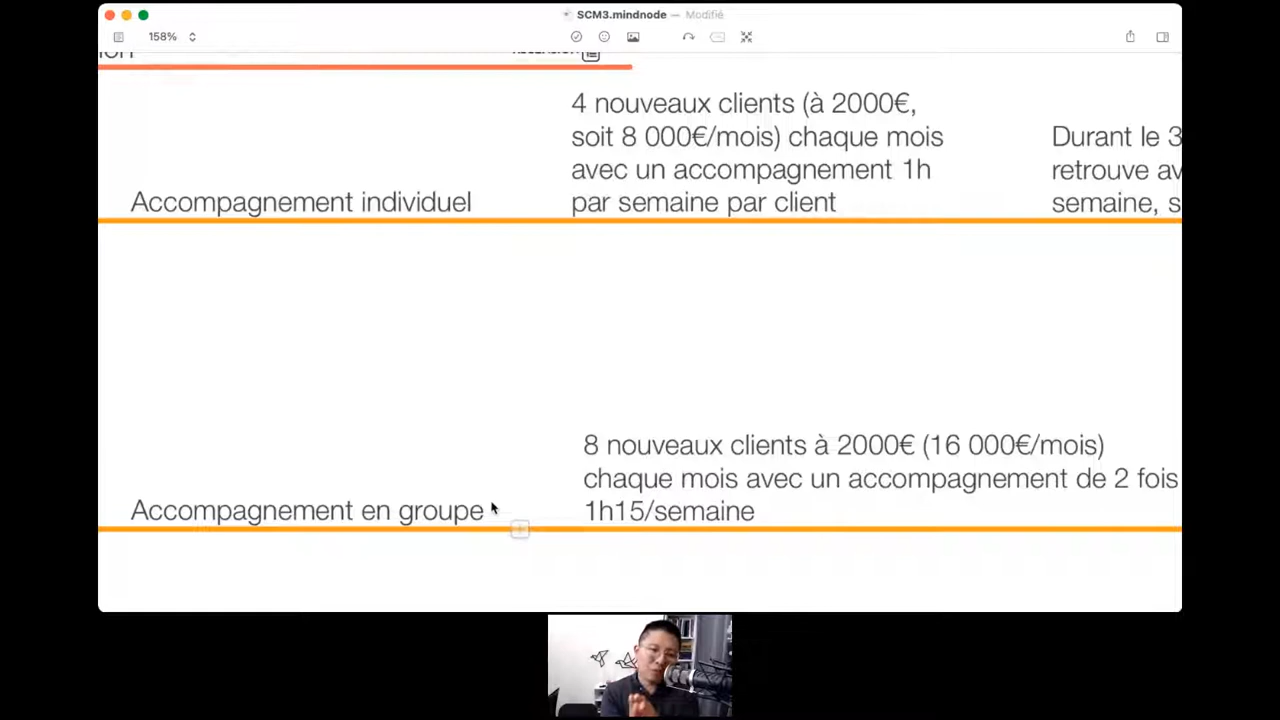 SCM3.mindnode — Modifié
158%
4 nouveaux clients (à 2000€,
soit 8 000€/mois) chaque mois
avec un accompagnement 1h
par semaine par client
Durant le 3
retrouve av
semaine, s
Accompagnement individuel
8 nouveaux clients à 2000€ (16 000€/mois)
chaque mois avec un accompagnement de 2 fois
1h15/semaine
Accompagnement en groupe